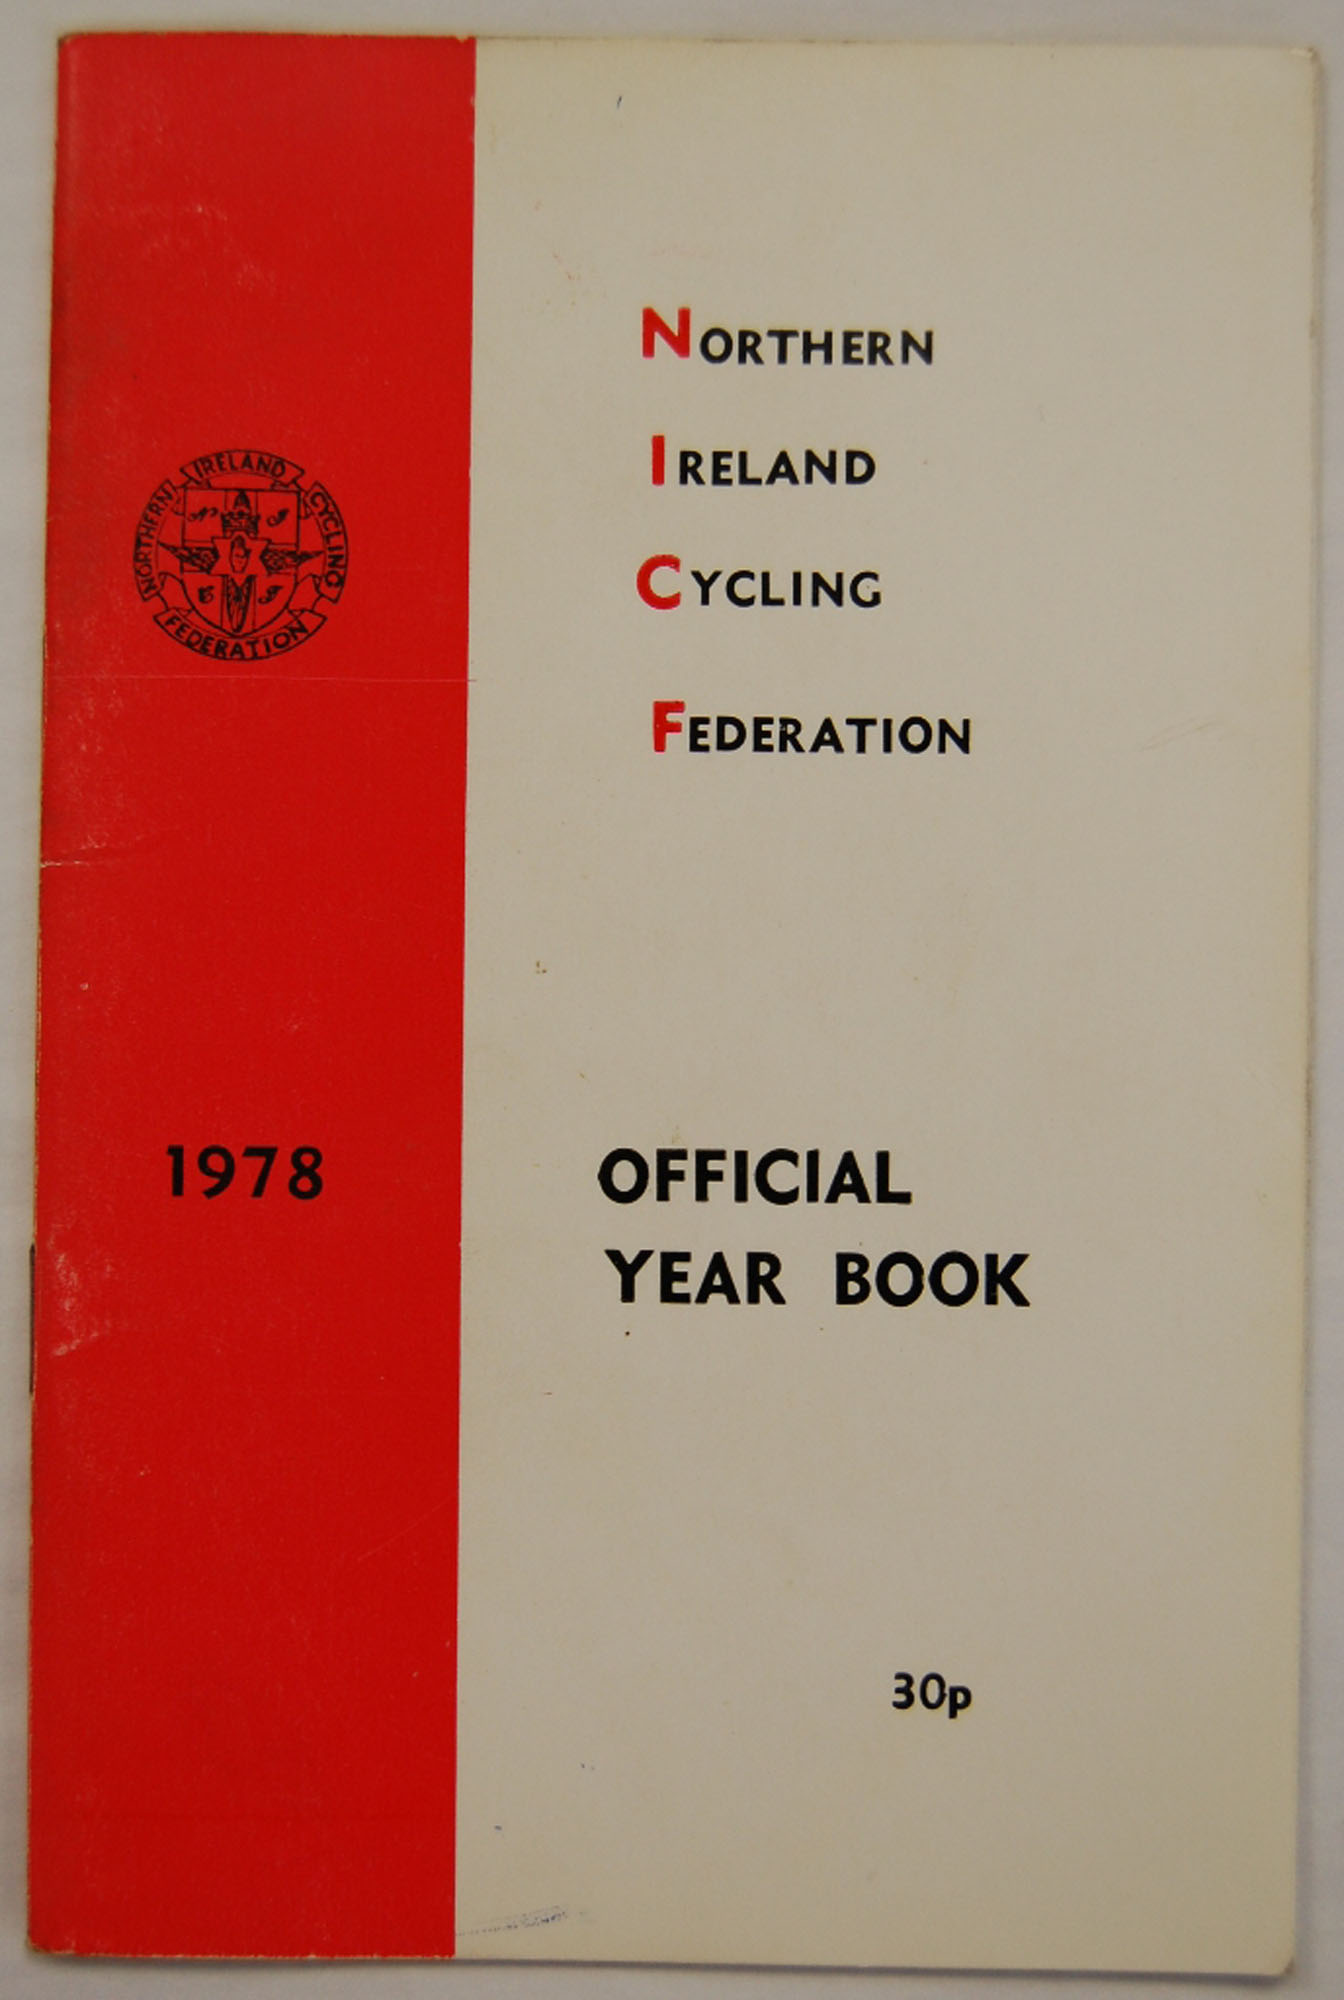 NORTHERN
IRELAND
CYCLING
FEDERATION
NORTHERN IRELAND CYCLING
FEDERATION
N I
C F
1978
OFFICIAL
YEAR BOOK
30p